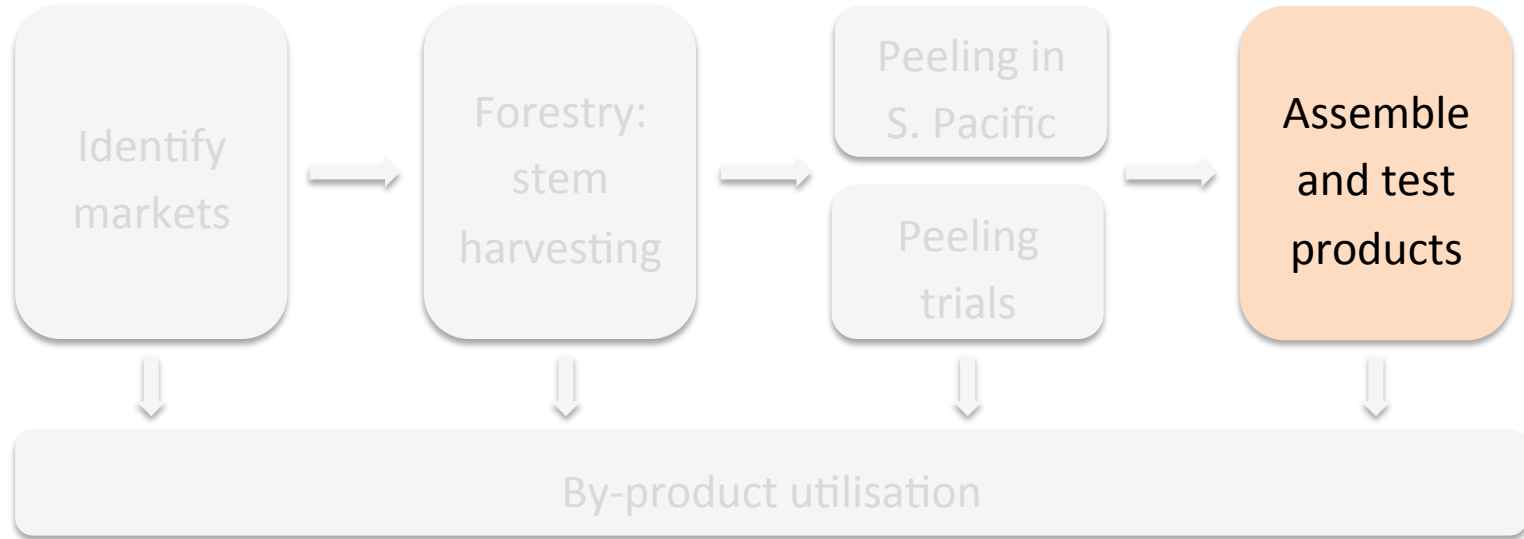 Identify
markets
Forestry:
stem
harvesting
Peeling in
S. Pacific
Peeling
trials
Assemble
and test
products
By-product utilisation